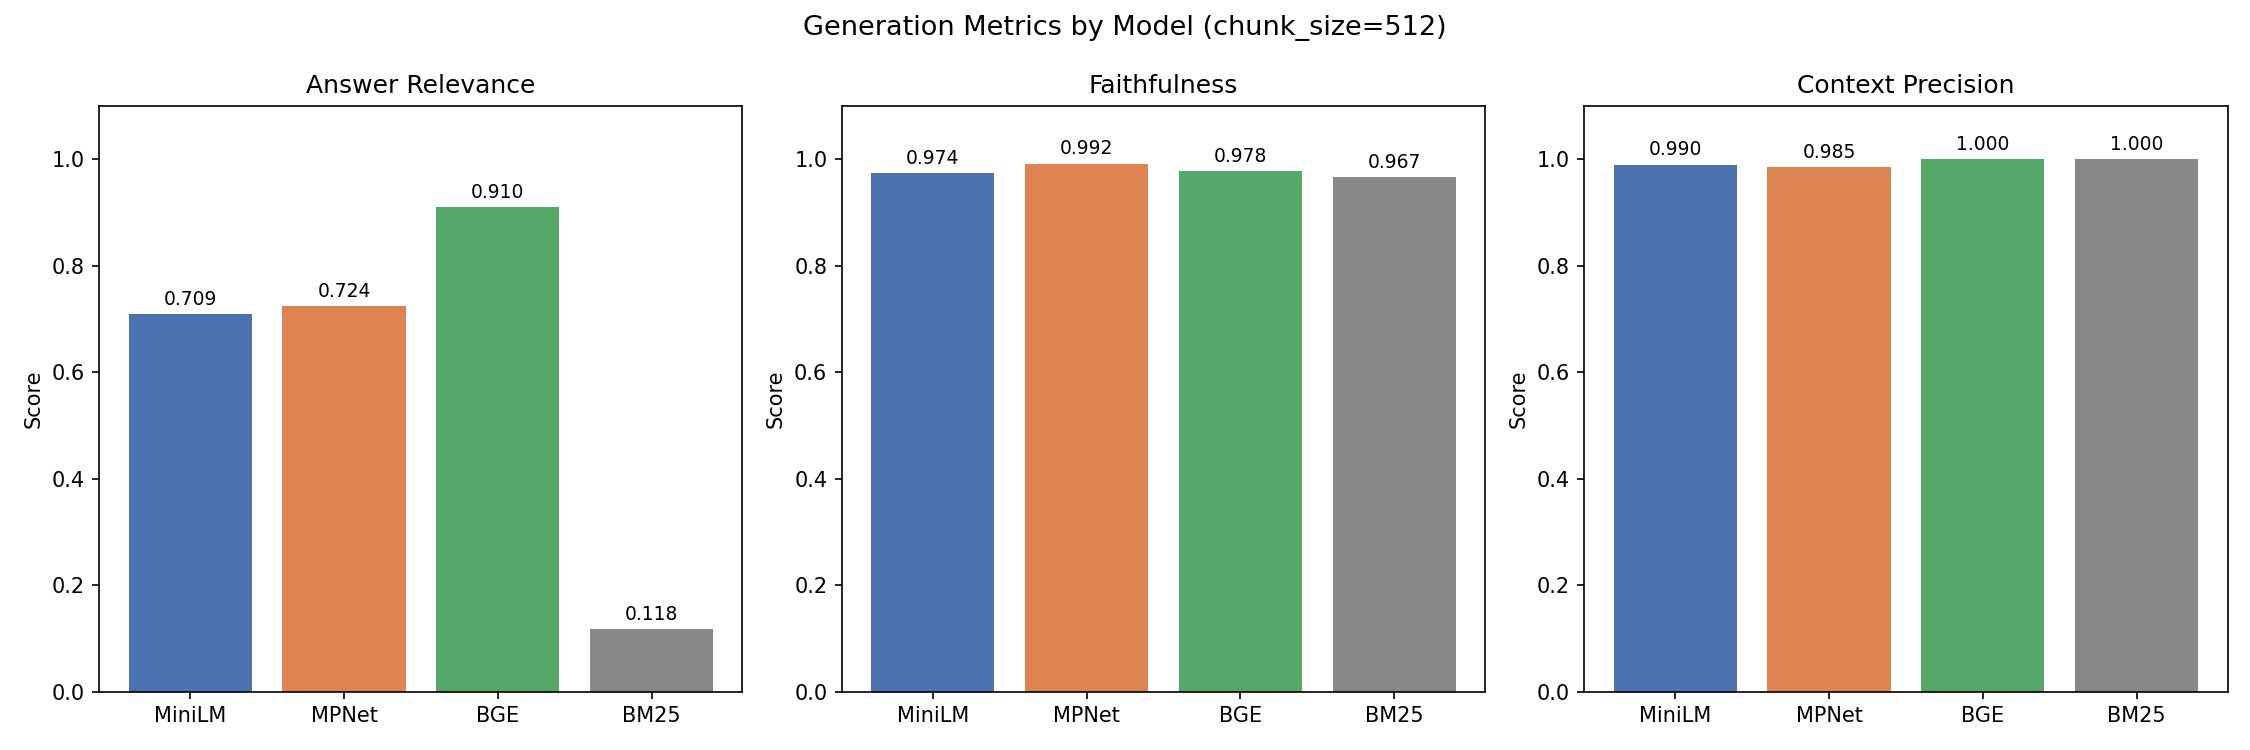 Generation Metrics by Model (chunk_size=512)
Answer Relevance
Score
1.0
0.8
0.6
0.4
0.2
0.0
0.709
0.724
0.910
0.118
MiniLM
MPNet
BGE
BM25
Faithfulness
Score
1.0
0.8
0.6
0.4
0.2
0.0
0.974
0.992
0.978
0.967
MiniLM
MPNet
BGE
BM25
Context Precision
Score
1.0
0.8
0.6
0.4
0.2
0.0
0.990
0.985
1.000
1.000
MiniLM
MPNet
BGE
BM25